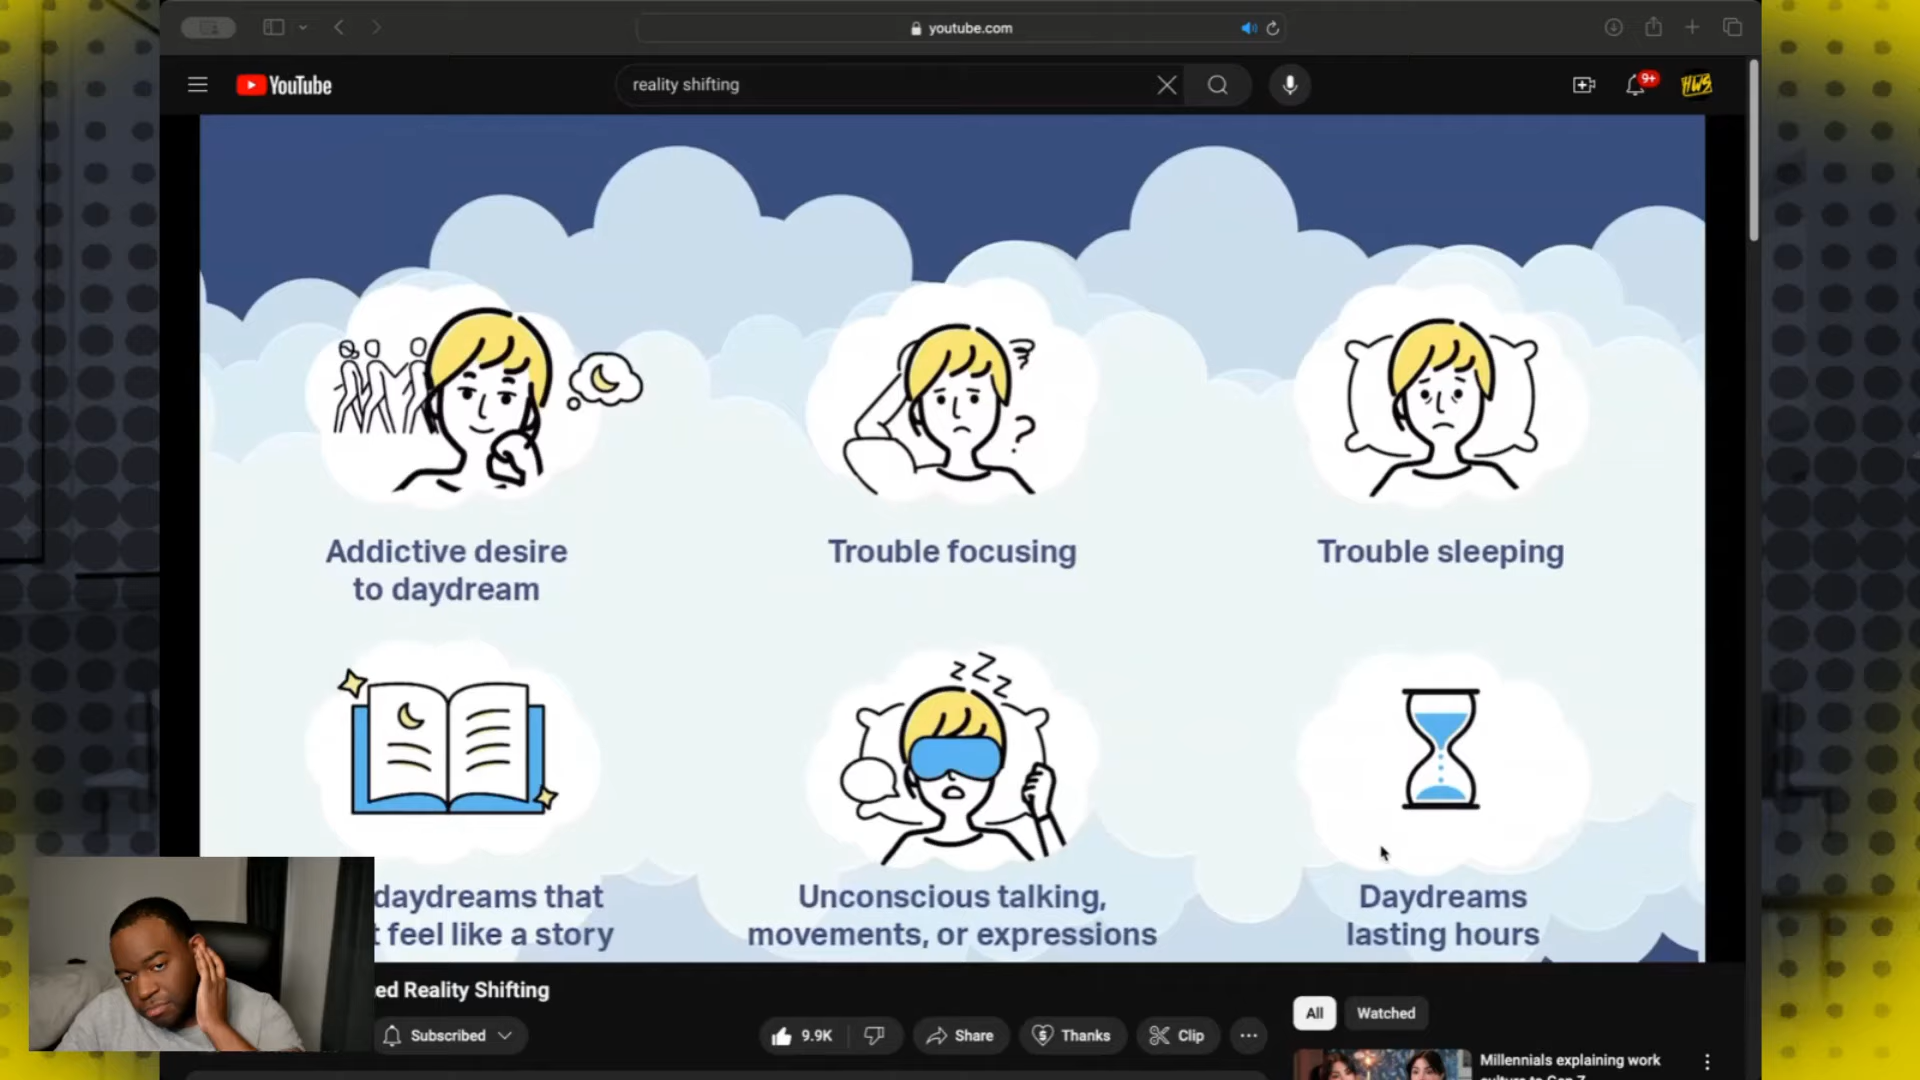 youtube.com
YouTube
reality shifting
9+
HWS
Addictive desire
to daydream
Trouble focusing
Trouble sleeping
daydreams that
feel like a story
Unconscious talking,
movements, or expressions
Daydreams
lasting hours
Reality Shifting
Subscribed
9.9K
Share
Thanks
Clip
All
Watched
Millennials explaining work